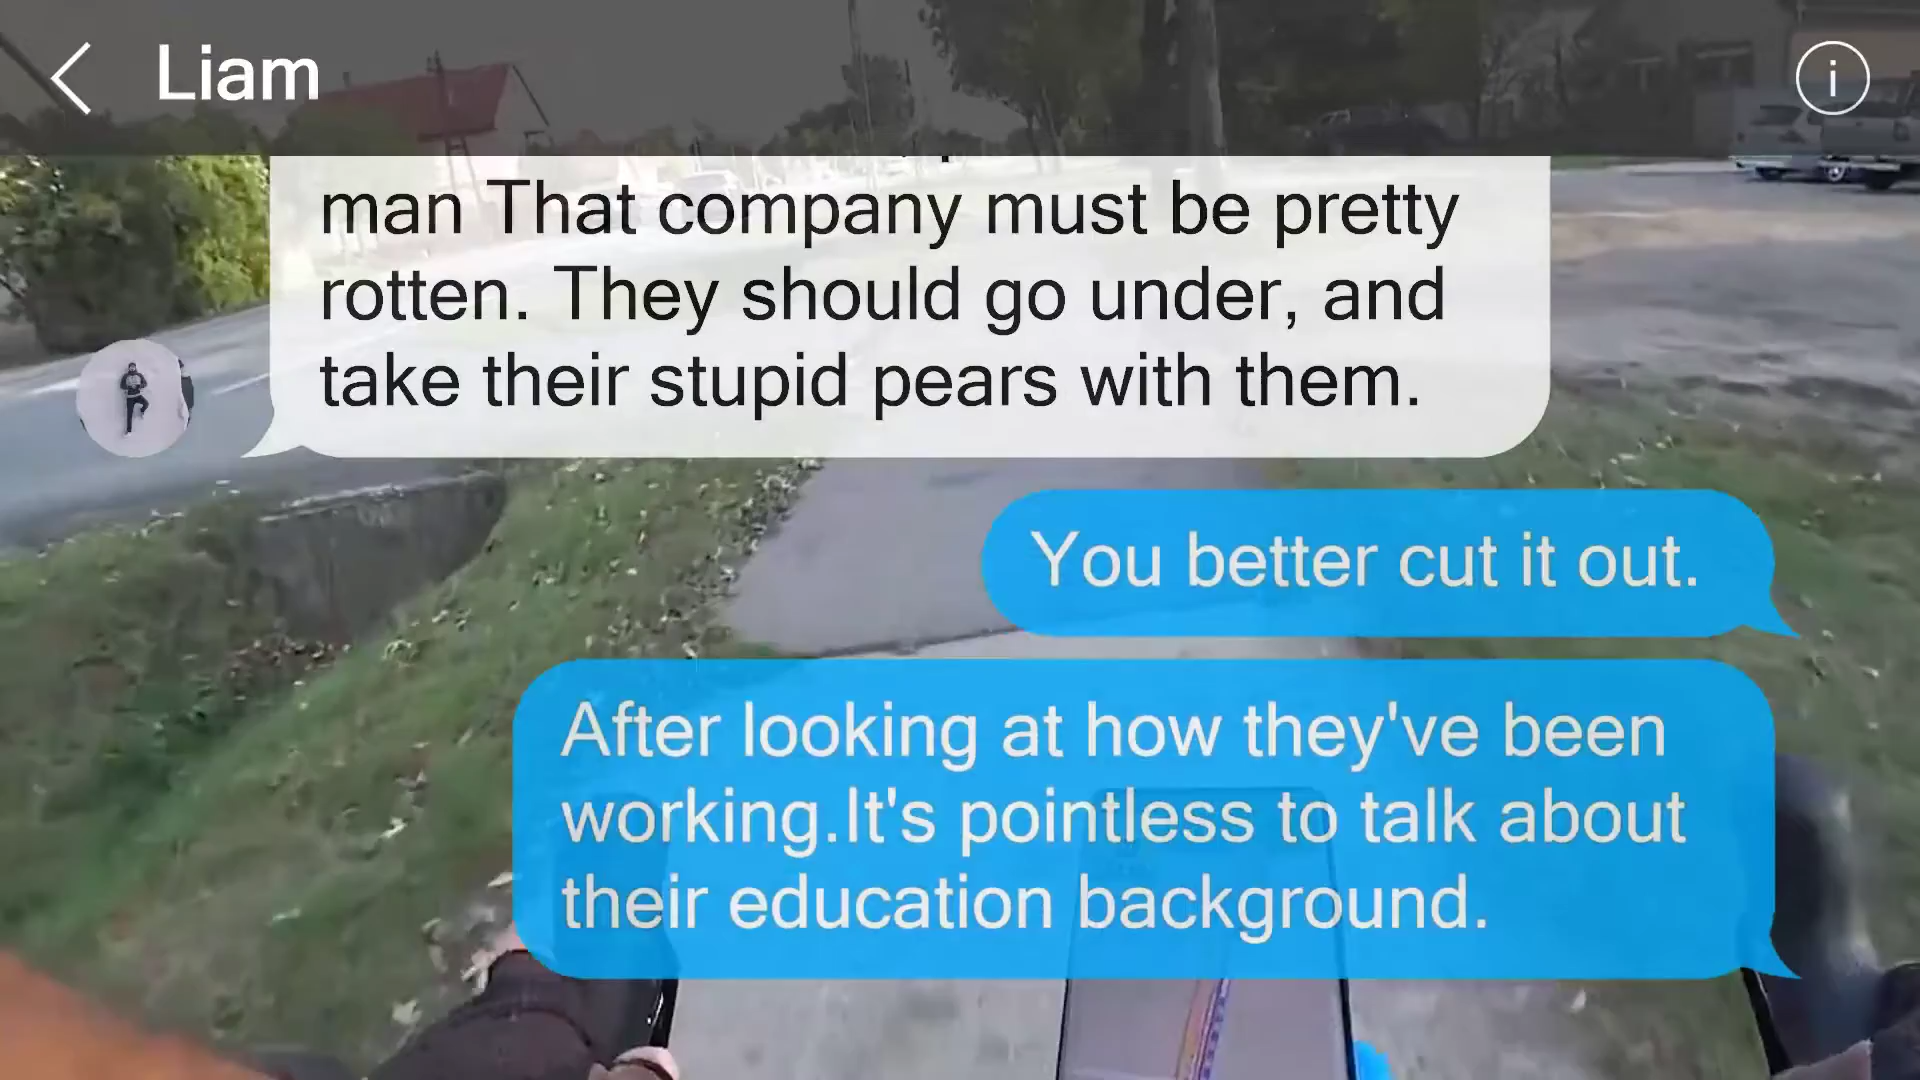 Liam
man That company must be pretty
rotten. They should go under, and
take their stupid pears with them.
You better cut it out.
After looking at how they've been
working.It's pointless to talk about
their education background.